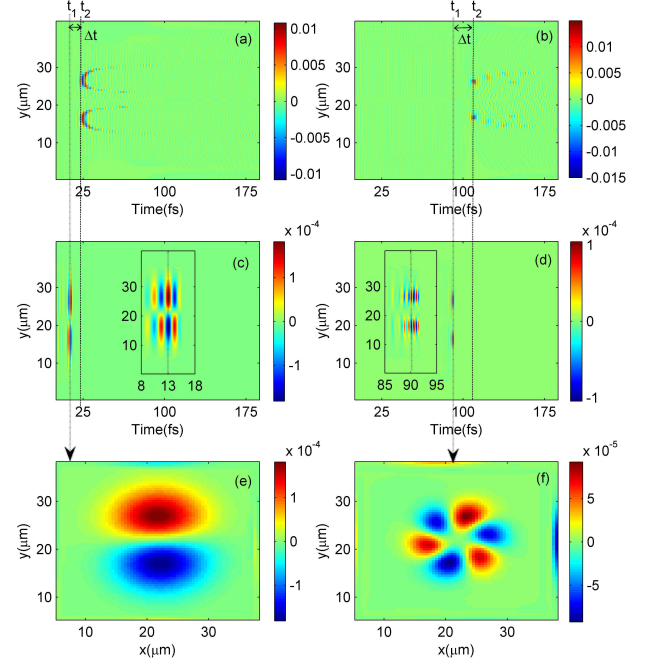 t1 t2
Δt
(a)
y(μm)
30
20
10
25
100
175
Time(fs)
0.01
0.005
0
-0.005
-0.01
t1 t2
Δt
(b)
y(μm)
30
20
10
25
100
175
Time(fs)
0.01
0.005
0
-0.005
-0.01
-0.015
(c)
y(μm)
30
20
10
30
20
10
8
13
18
25
100
175
Time(fs)
x 10-4
1
0
-1
(d)
y(μm)
30
20
10
30
20
10
85
90
95
25
100
175
Time(fs)
x 10-4
1
0
-1
(e)
y(μm)
30
20
10
10
20
30
x(μm)
x 10-4
1
0
-1
(f)
y(μm)
30
20
10
10
20
30
x(μm)
x 10-5
5
0
-5